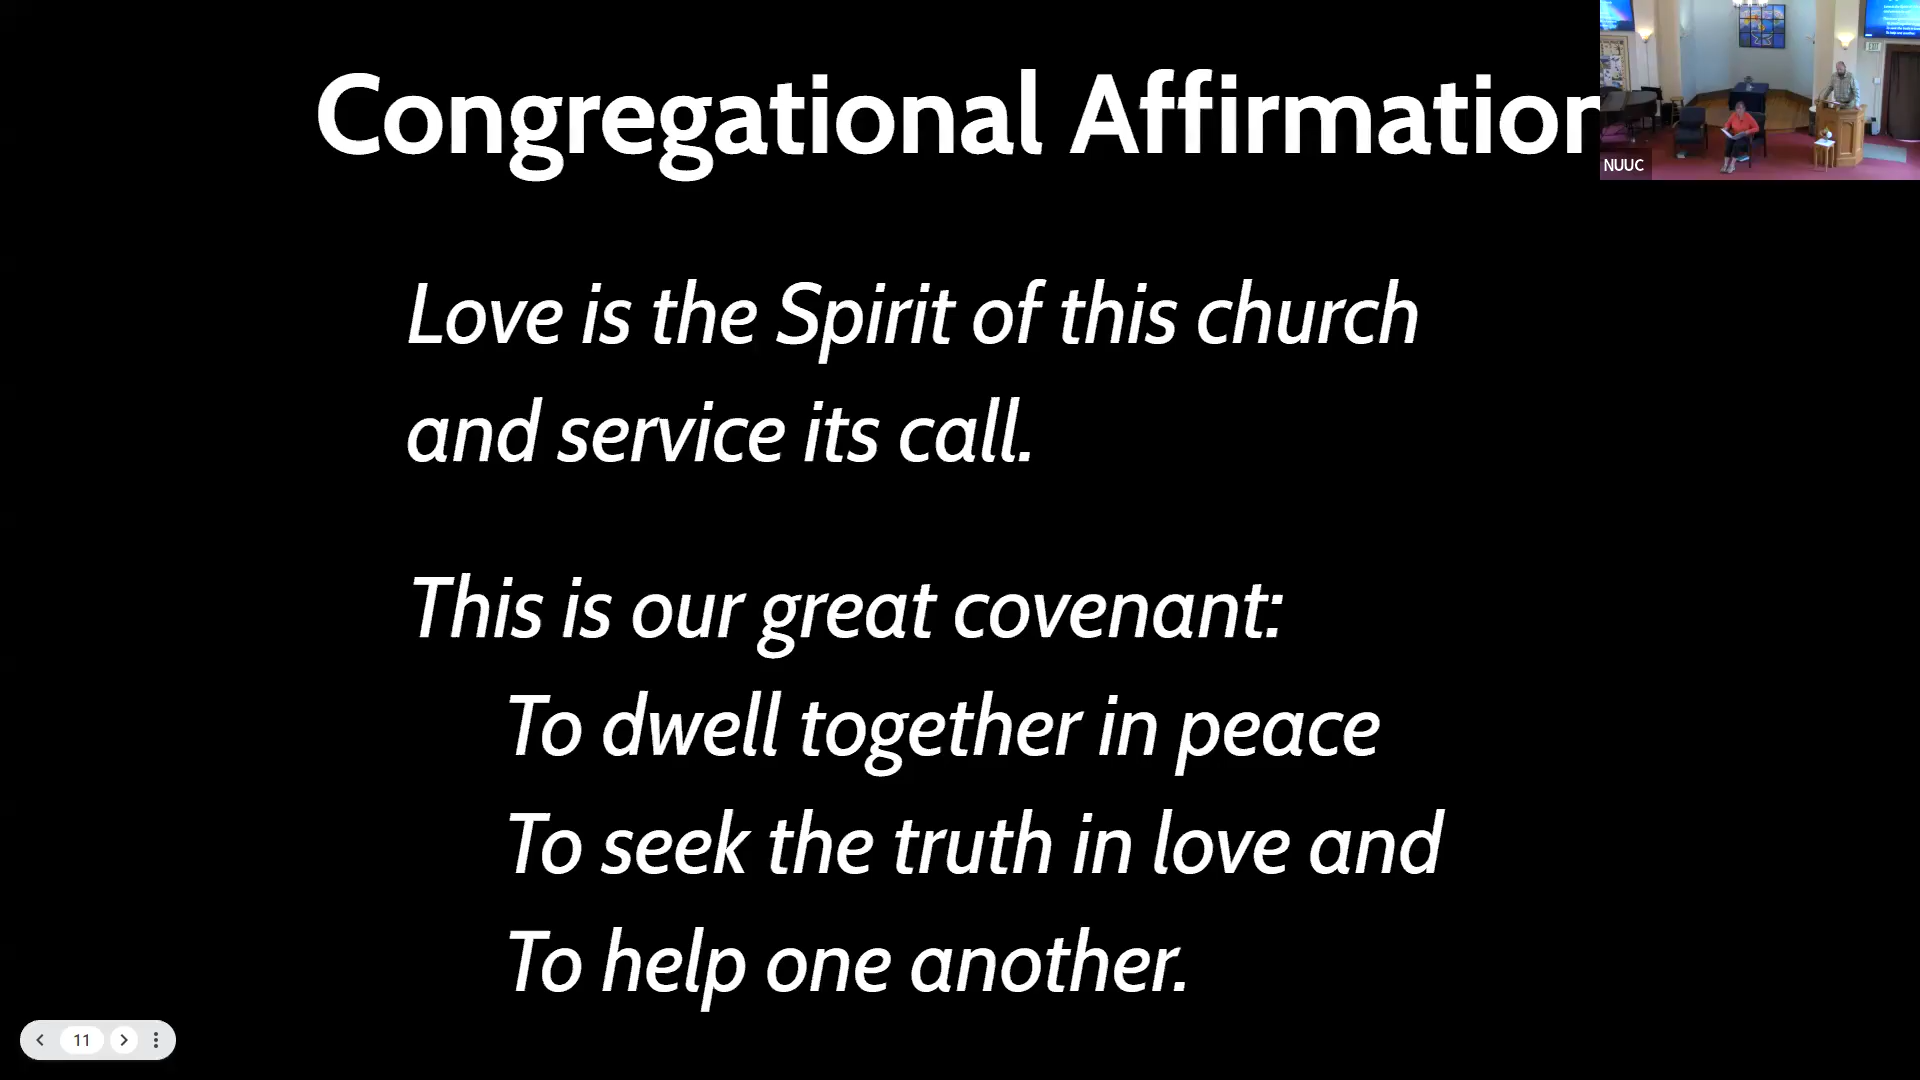 Congregational Affirmation
NUUC
Love is the Spirit of this church
and service its call.
This is our great covenant:
To dwell together in peace
To seek the truth in love and
To help one another.
11